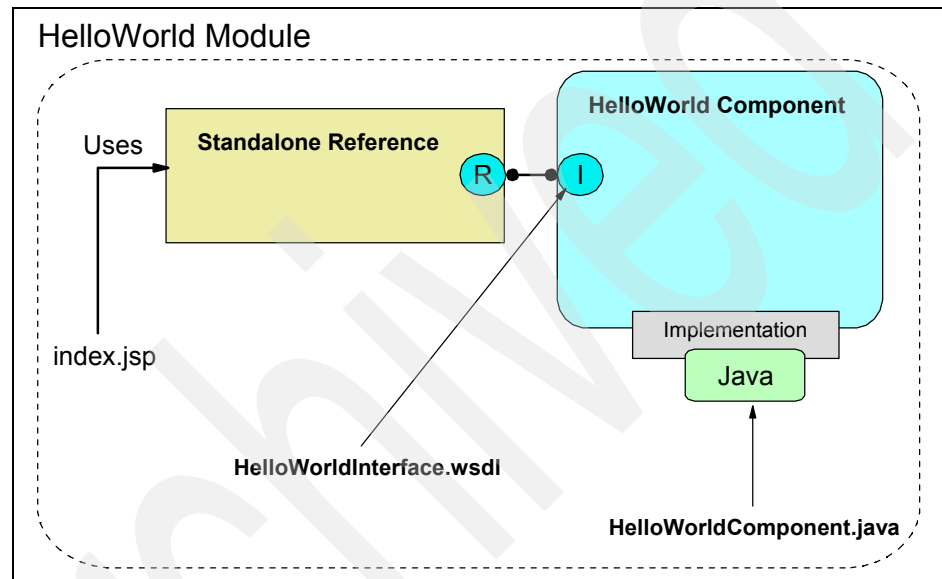 HelloWorld Module
HelloWorld Component
Uses
Standalone Reference
R
I
Implementation
index.jsp
Java
HelloWorldInterface.wsdl
HelloWorldComponent.java